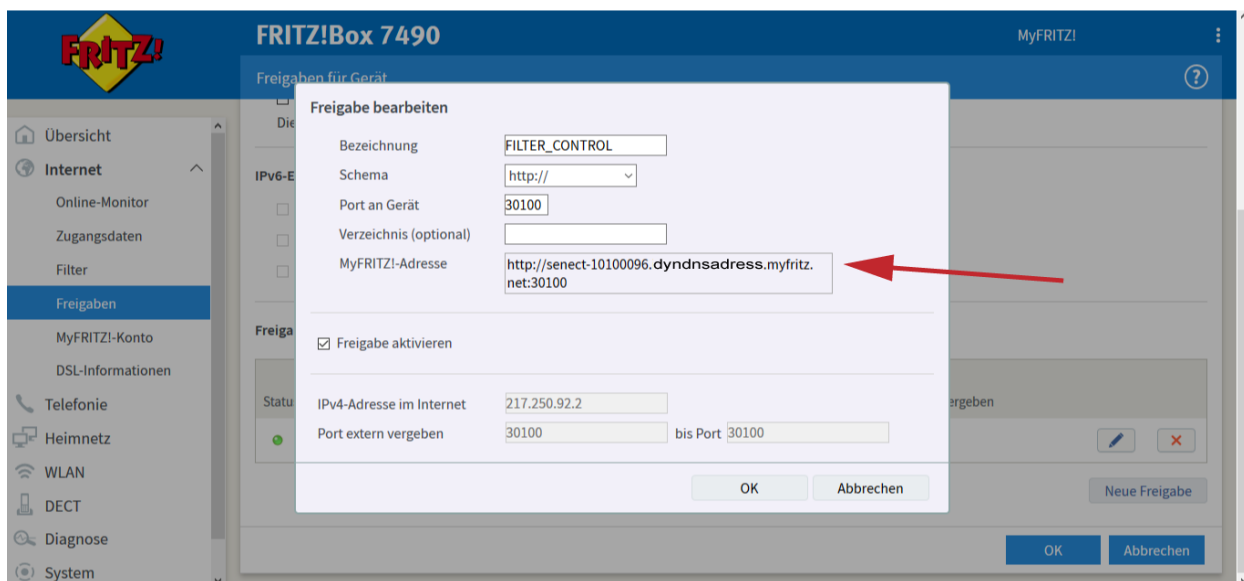 FRITZ!
FRITZ!Box 7490
MyFRITZ!
Freigaben für Gerät
?
Übersicht
Internet
Online-Monitor
Zugangsdaten
Filter
Freigaben
MyFRITZ!-Konto
DSL-Informationen
Telefonie
Heimnetz
WLAN
DECT
Diagnose
System
Die
IPv6-E
Freiga
Statu
ergeben
Freigabe bearbeiten
Bezeichnung FILTER_CONTROL
Schema http://
Port an Gerät 30100
Verzeichnis (optional)
MyFRITZ!-Adresse http://senect-10100096.dyndnsadress.myfritz.
net:30100
Freigabe aktivieren
IPv4-Adresse im Internet 217.250.92.2
Port extern vergeben 30100 bis Port 30100
OK Abbrechen
Neue Freigabe
OK Abbrechen